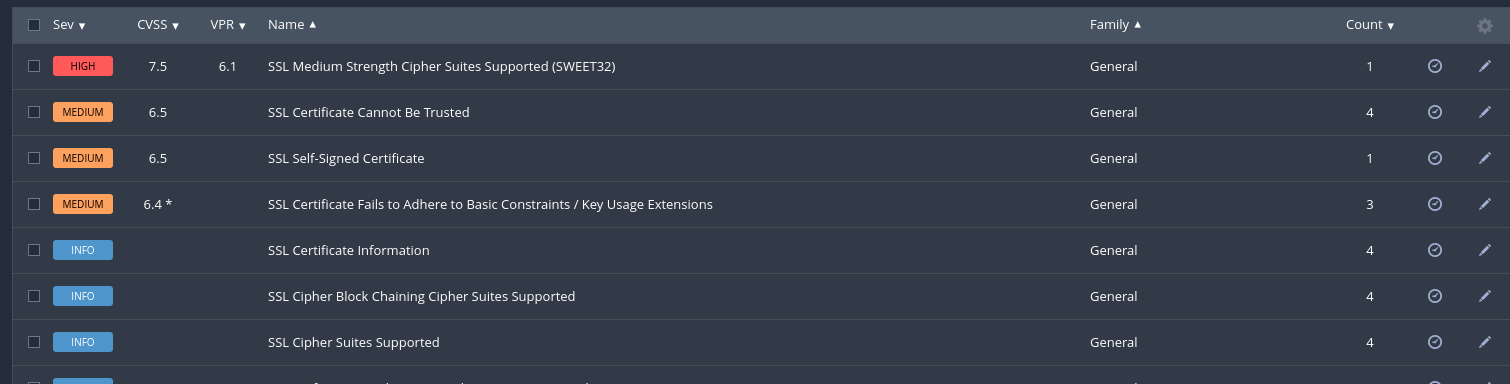 Sev CVSS VPR Name Family Count
HIGH 7.5 6.1 SSL Medium Strength Cipher Suites Supported (SWEET32) General 1
MEDIUM 6.5 SSL Certificate Cannot Be Trusted General 4
MEDIUM 6.5 SSL Self-Signed Certificate General 1
MEDIUM 6.4 * SSL Certificate Fails to Adhere to Basic Constraints / Key Usage Extensions General 3
INFO SSL Certificate Information General 4
INFO SSL Cipher Block Chaining Cipher Suites Supported General 4
INFO SSL Cipher Suites Supported General 4